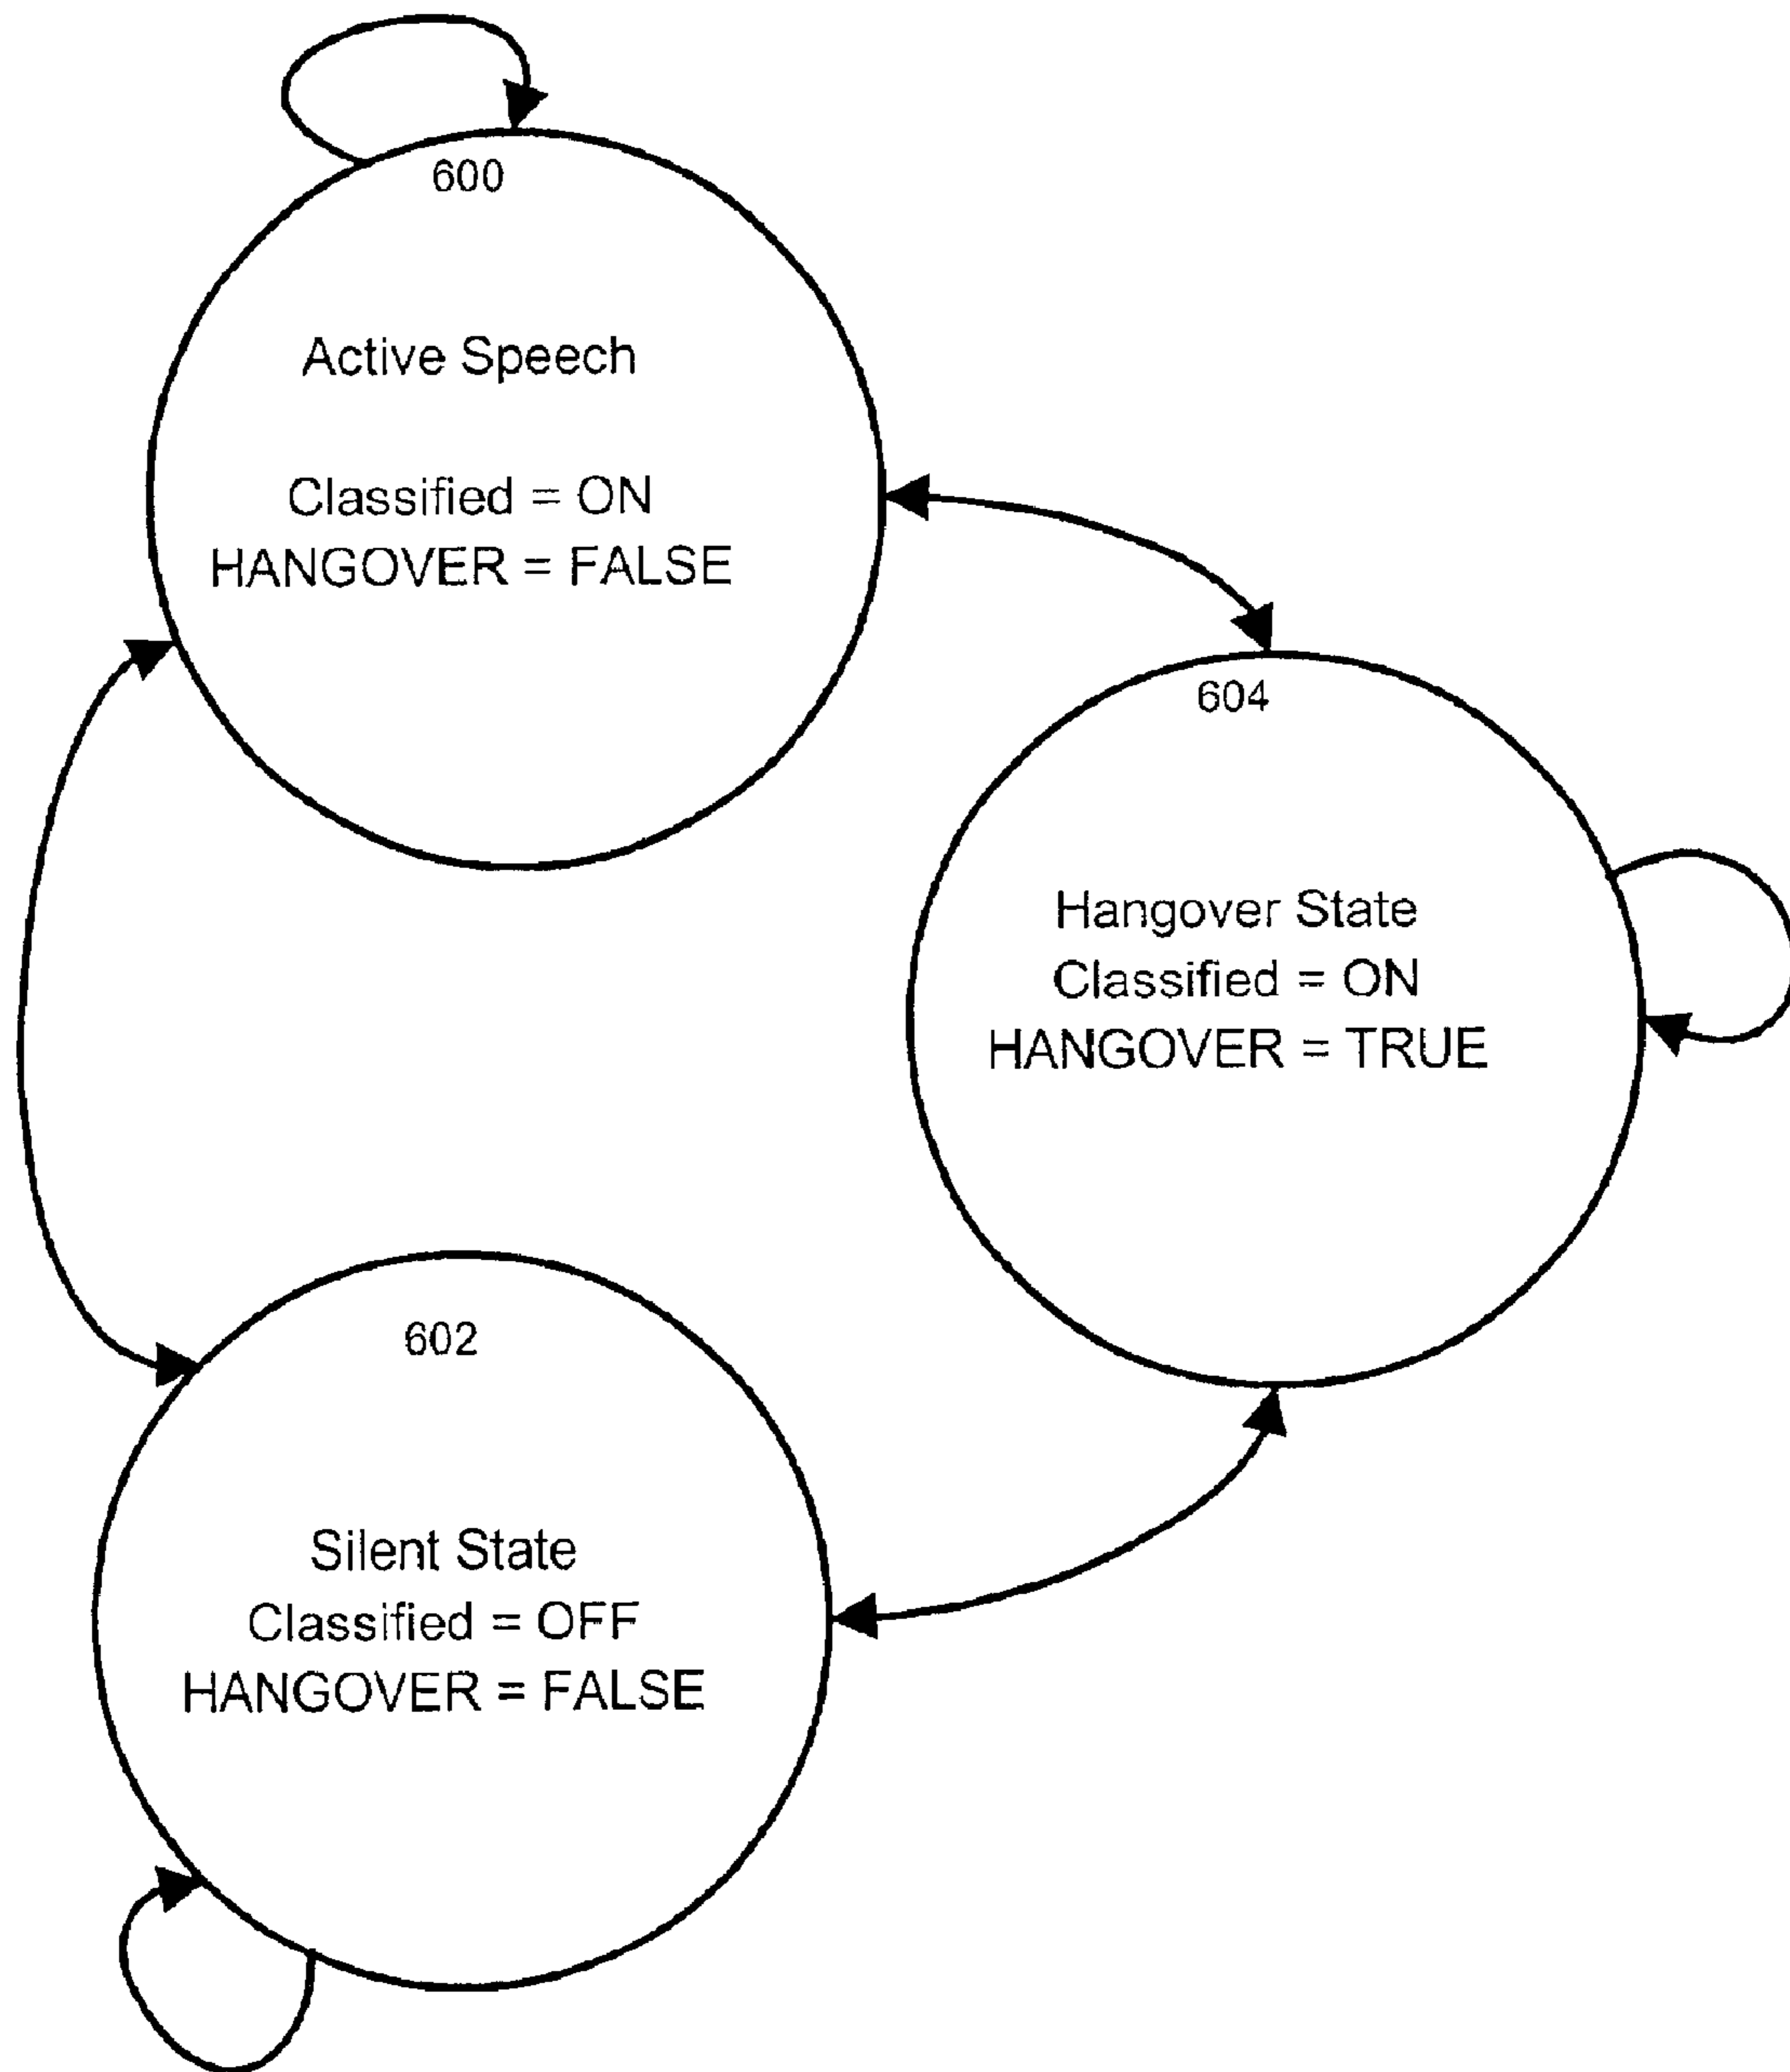 600
Active Speech
Classified = ON
HANGOVER = FALSE
604
Hangover State
Classified = ON
HANGOVER = TRUE
602
Silent State
Classified = OFF
HANGOVER = FALSE